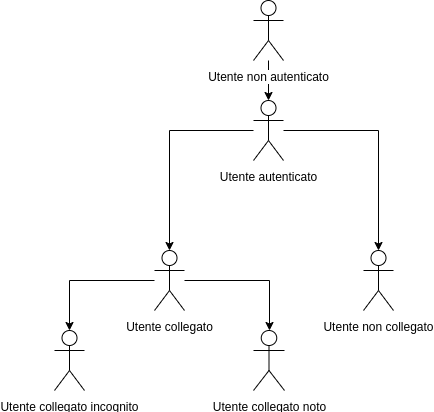 Utente non autenticato
Utente autenticato
Utente collegato
Utente non collegato
Utente collegato incognito
Utente collegato noto